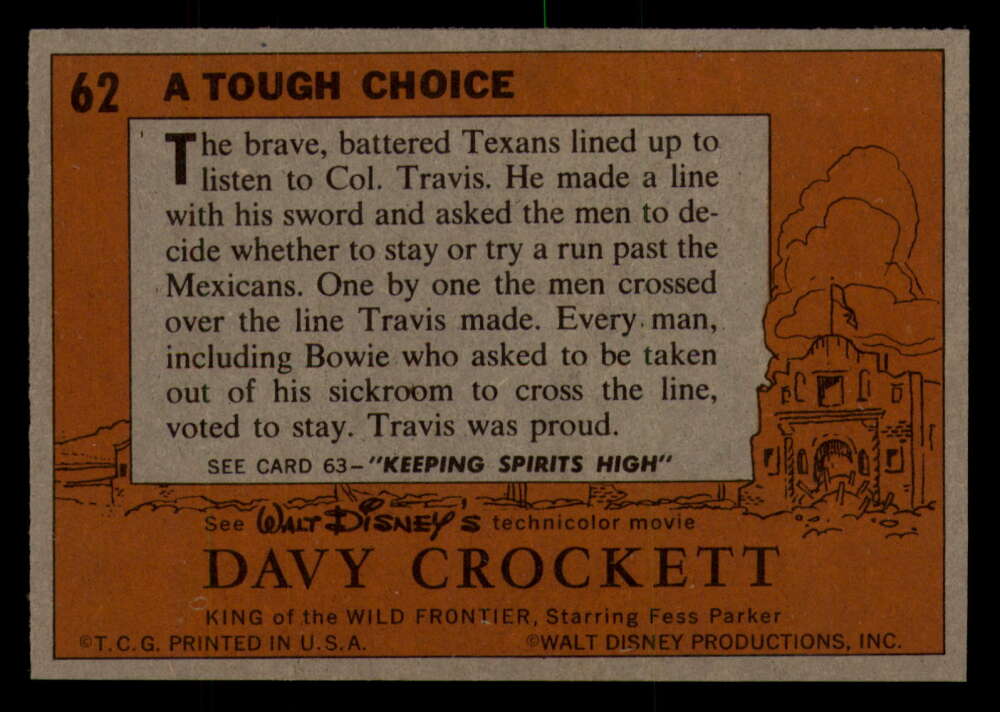 62 A TOUGH CHOICE
The brave, battered Texans lined up to
listen to Col. Travis. He made a line
with his sword and asked the men to de-
cide whether to stay or try a run past the
Mexicans. One by one the men crossed
over the line Travis made. Every man,
including Bowie who asked to be taken
out of his sickroom to cross the line,
voted to stay. Travis was proud.
SEE CARD 63-"KEEPING SPIRITS HIGH"
See WALT DISNEY'S technicolor movie
DAVY CROCKETT
KING of the WILD FRONTIER, Starring Fess Parker
©T.C.G. PRINTED IN U.S.A. ©WALT DISNEY PRODUCTIONS, INC.